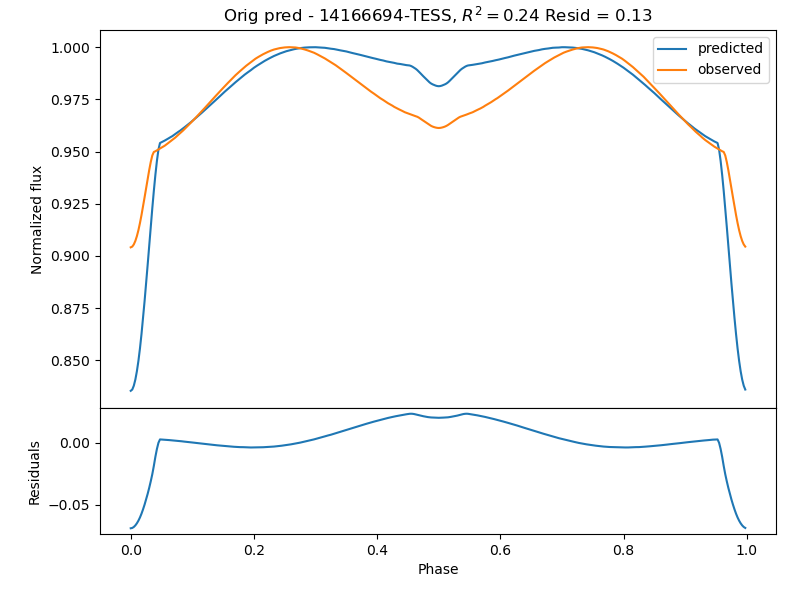 Orig pred - 14166694-TESS, $R^2 = 0.24$ Resid = 0.13
predicted
observed
1.000
0.975
0.950
0.925
0.900
0.875
0.850
Normalized flux
0.00
−0.05
Residuals
0.0 0.2 0.4 0.6 0.8 1.0
Phase